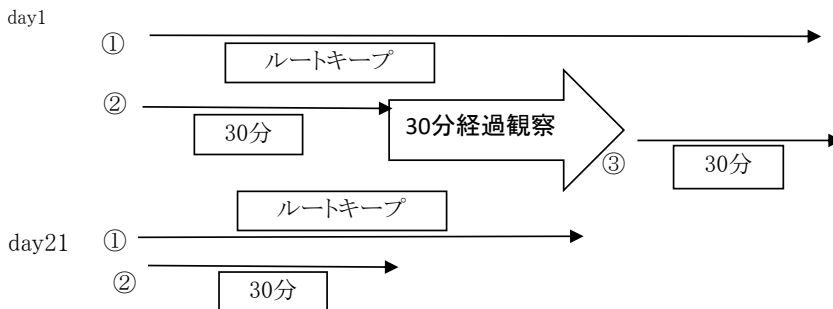 day1
①
ルートキープ
②
30分
30分経過観察
③
30分
ルートキープ
day21
①
②
30分